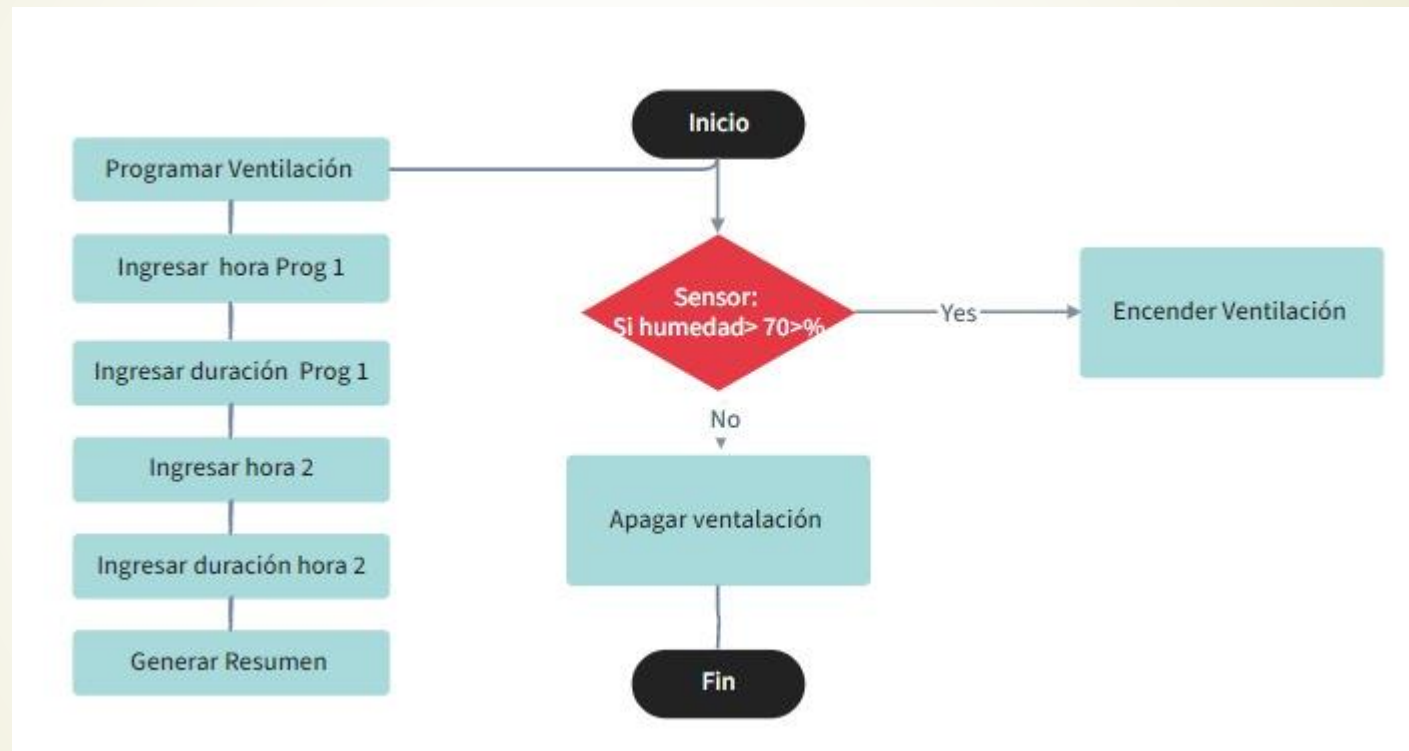 Inicio
Programar Ventilación
Ingresar hora Prog 1
Ingresar duración Prog 1
Ingresar hora 2
Ingresar duración hora 2
Generar Resumen
Sensor:
Si humedad> 70>%
Yes
Encender Ventilación
No
Apagar ventalación
Fin